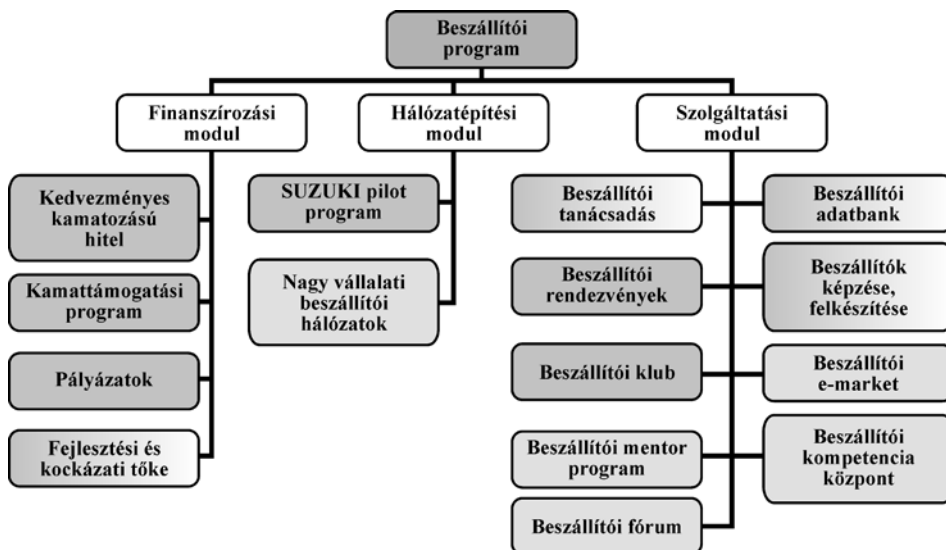 Beszállítói
program
Finanszírozási
modul
Hálózatépítési
modul
Szolgáltatási
modul
Kedvezményes
kamatozású
hitel
Kamattámogatási
program
Pályázatok
Fejlesztési és
kockázati tőke
SUZUKI pilot
program
Nagy vállalati
beszállítói
hálózatok
Beszállítói
tanácsadás
Beszállítói
rendezvények
Beszállítói klub
Beszállítói mentor
program
Beszállítói fórum
Beszállítói
adatbank
Beszállítók
képzése,
felkészítése
Beszállítói
e-market
Beszállítói
kompetencia
központ